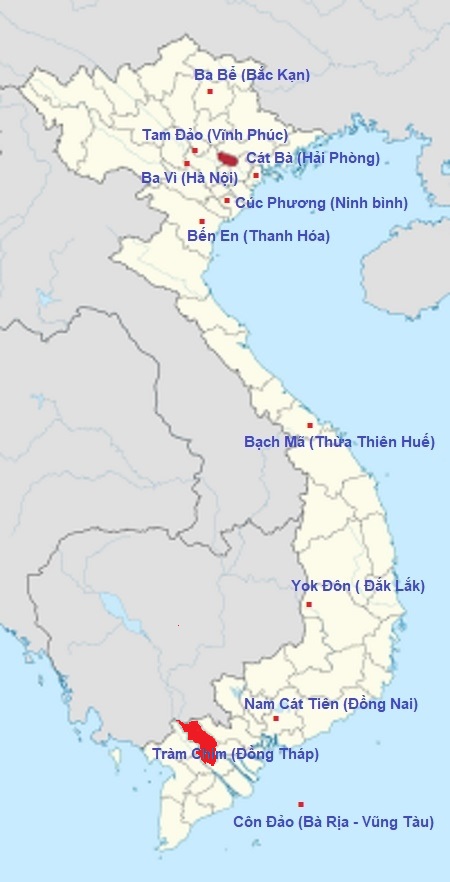 Ba Bể (Bắc Kạn)
Tam Đảo (Vĩnh Phúc)
Cát Bà (Hải Phòng)
Ba Vì (Hà Nội)
Cúc Phương (Ninh bình)
Bến En (Thanh Hóa)
Bạch Mã (Thừa Thiên Huế)
Yok Đôn ( Đắk Lắk)
Nam Cát Tiên (Đồng Nai)
Tràm Chim (Đồng Tháp)
Côn Đảo (Bà Rịa - Vũng Tàu)